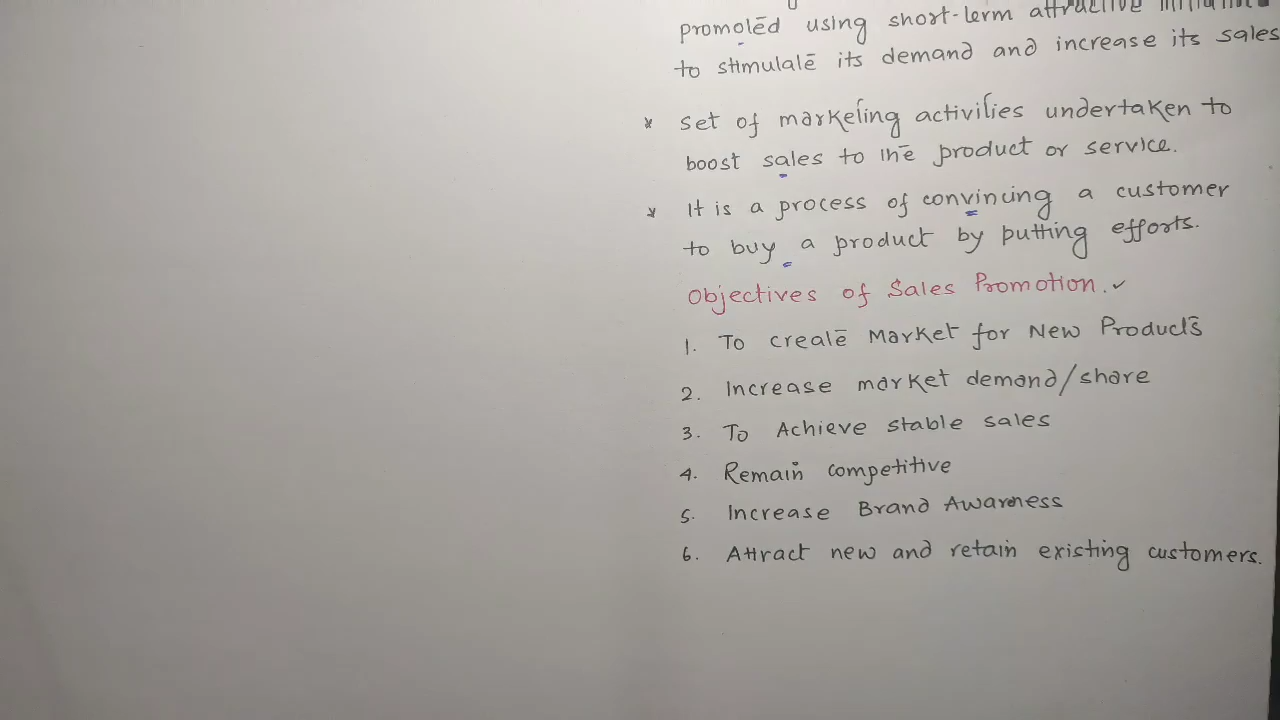 promoted using short-term attractive
to stimulate its demand and increase its sales
* set of marketing activities undertaken to
boost sales to the product or service.
* It is a process of convincing a customer
to buy a product by putting efforts.
Objectives of Sales Promotion. ✓
1. To create Market for New Products
2. Increase market demand/share
3. To Achieve stable sales
4. Remain competitive
5. Increase Brand Awareness
6. Attract new and retain existing customers.